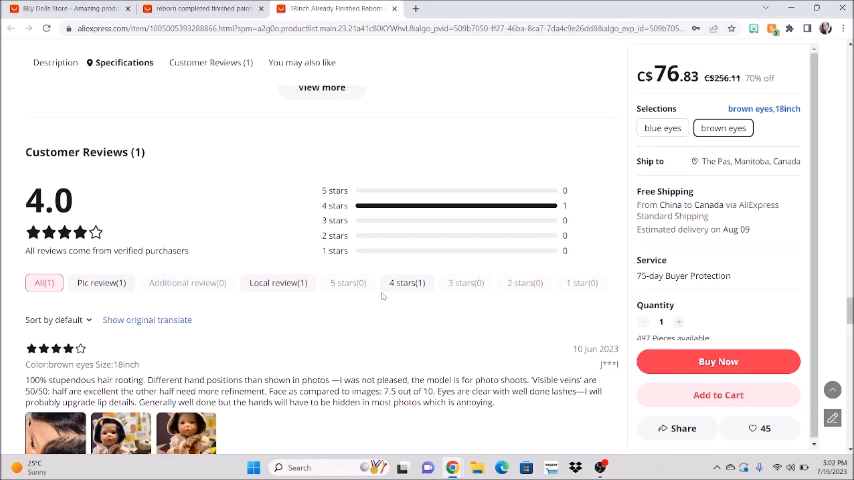 BKy Dolls Store - Amazing produ
reborn completed finished paint
18inch Already Finished Reborn
aliexpress.com/item/1005005393288866.html?spm=a2g0o.productlist.main.23.21a41c80KYWhvL&algo_pvid=509b7050-ff27-46ba-8ca7-7da4c9e26dd8&algo_exp_id=509b705...
Description
Specifications
Customer Reviews (1)
You may also like
View more
Customer Reviews (1)
4.0
All reviews come from verified purchasers
5 stars 0
4 stars 1
3 stars 0
2 stars 0
1 stars 0
All(1) Pic review(1) Additional review(0) Local review(1) 5 stars(0) 4 stars(1) 3 stars(0) 2 stars(0) 1 star(0)
Sort by default Show original translate
10 Jun 2023
Color:brown eyes Size:18inch J***l
100% stupendous hair rooting. Different hand positions than shown in photos —I was not pleased, the model is for photo shoots. 'Visible veins' are
50/50: half are excellent the other half need more refinement. Face as compared to images: 7.5 out of 10. Eyes are clear with well done lashes—I will
probably upgrade lip details. Generally well done but the hands will have to be hidden in most photos which is annoying.
C$76.83 C$256.11 70% off
Selections brown eyes,18inch
blue eyes brown eyes
Ship to The Pas, Manitoba, Canada
Free Shipping
From China to Canada via AliExpress
Standard Shipping
Estimated delivery on Aug 09
Service
75-day Buyer Protection
Quantity
- 1 +
497 Pieces available
Buy Now
Add to Cart
Share 45
25°C
Sunny
Search
5:02 PM
7/19/2023